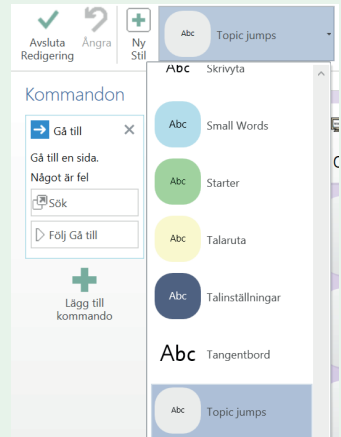 Avsluta
Redigering
Ångra
Ny
Stil
Abc Topic jumps
Kommandon
Gå till
Gå till en sida.
Något är fel
Sök
Följ Gå till
Lägg till
kommando
Abc Skrivyta
Abc Small Words
Abc Starter
Abc Talaruta
Abc Talinställningar
Abc Tangentbord
Abc Topic jumps